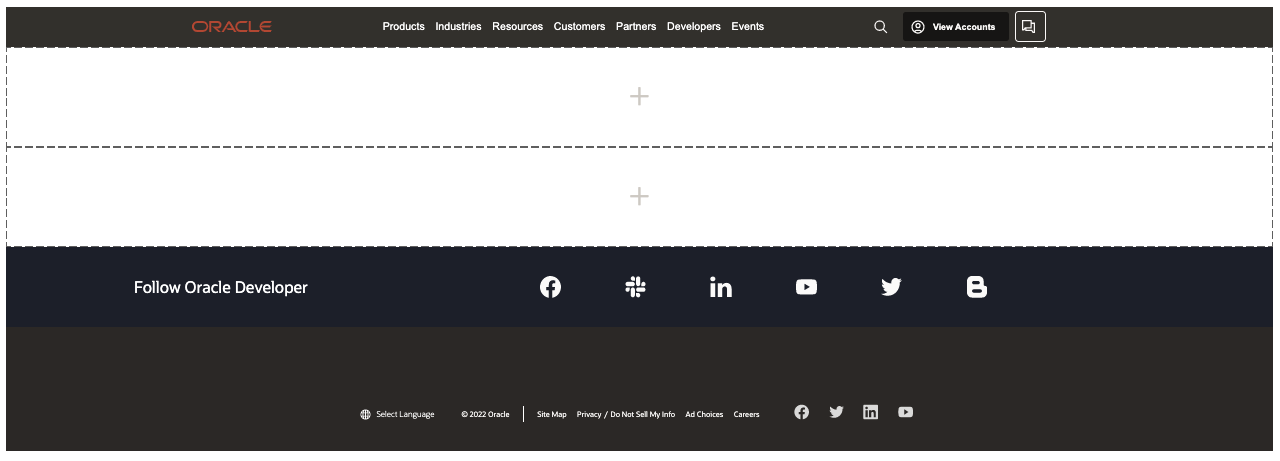 ORACLE Products Industries Resources Customers Partners Developers Events View Accounts
Follow Oracle Developer
Select Language © 2022 Oracle Site Map Privacy / Do Not Sell My Info Ad Choices Careers